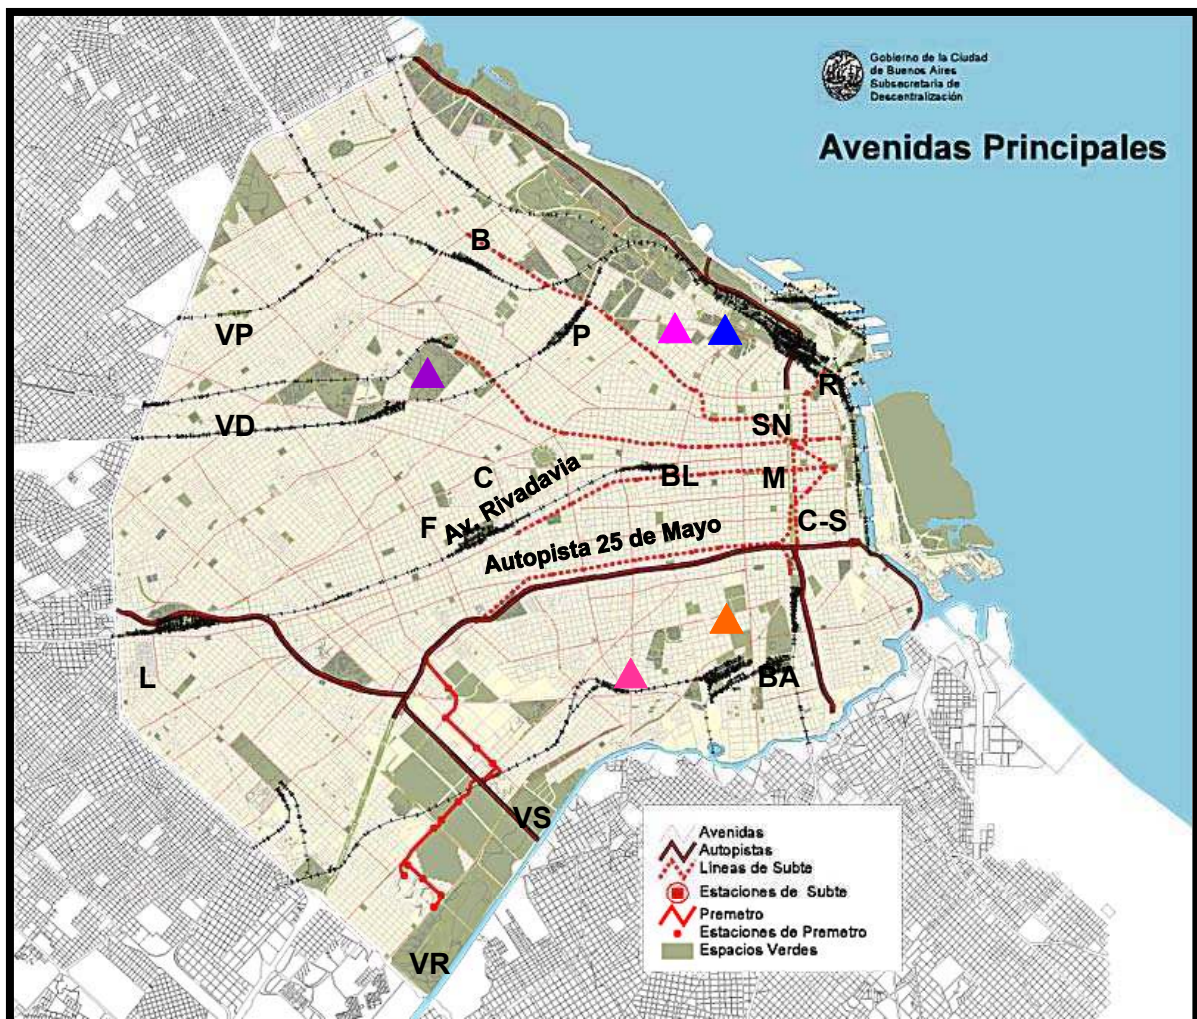 Gobierno de la Ciudad
de Buenos Aires
Subsecretaria de
Descentralización
Avenidas Principales
B
VP
P
R
VD
SN
C
BL
M
Av. Rivadavia
F
C-S
Autopista 25 de Mayo
L
BA
VS
VR
Avenidas
Autopistas
Líneas de Subte
Estaciones de Subte
Premetro
Estaciones de Premetro
Espacios Verdes